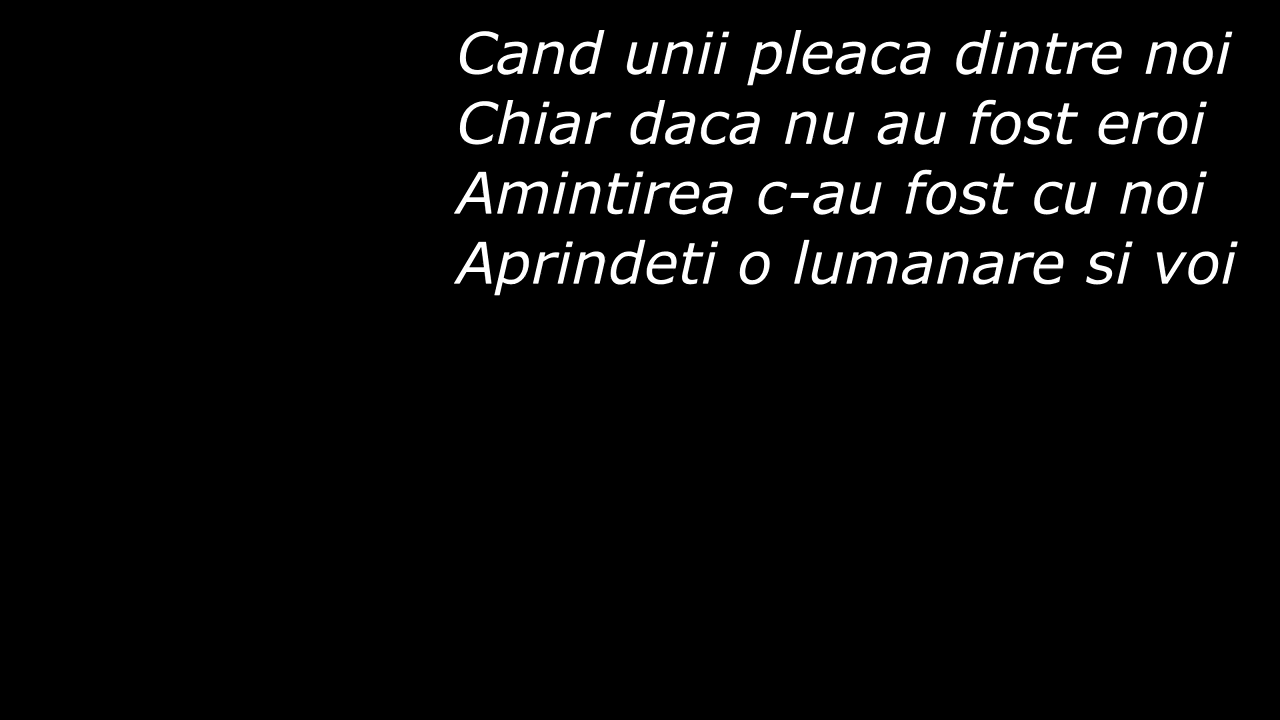 Cand unii pleaca dintre noi
Chiar daca nu au fost eroi
Amintirea c-au fost cu noi
Aprindeti o lumanare si voi